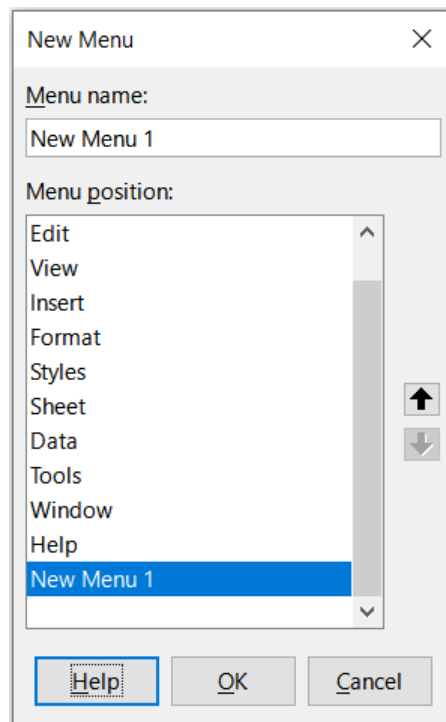 New Menu
Menu name:
New Menu 1
Menu position:
Edit
View
Insert
Format
Styles
Sheet
Data
Tools
Window
Help
New Menu 1
Help OK Cancel